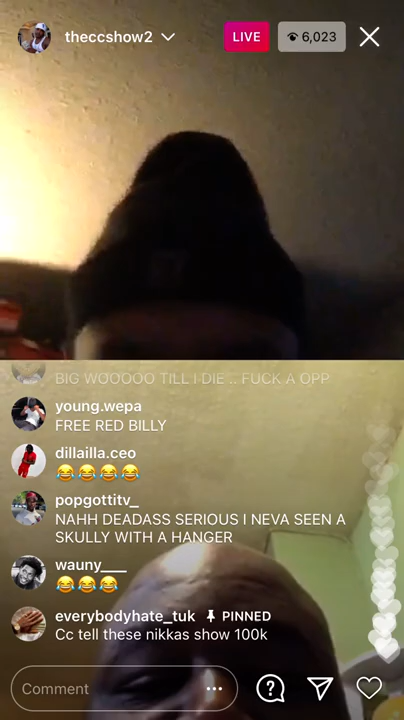 theccshow2
LIVE
6,023
BIG WOOOOO TILL I DIE .. FUCK A OPP
young.wepa
FREE RED BILLY
dillailla.ceo
😂😂😂😂
popgottitv_
NAHH DEADASS SERIOUS I NEVA SEEN A
SKULLY WITH A HANGER
wauny___
😂😂😂
everybodyhate_tuk PINNED
Cc tell these nikkas show 100k
Comment